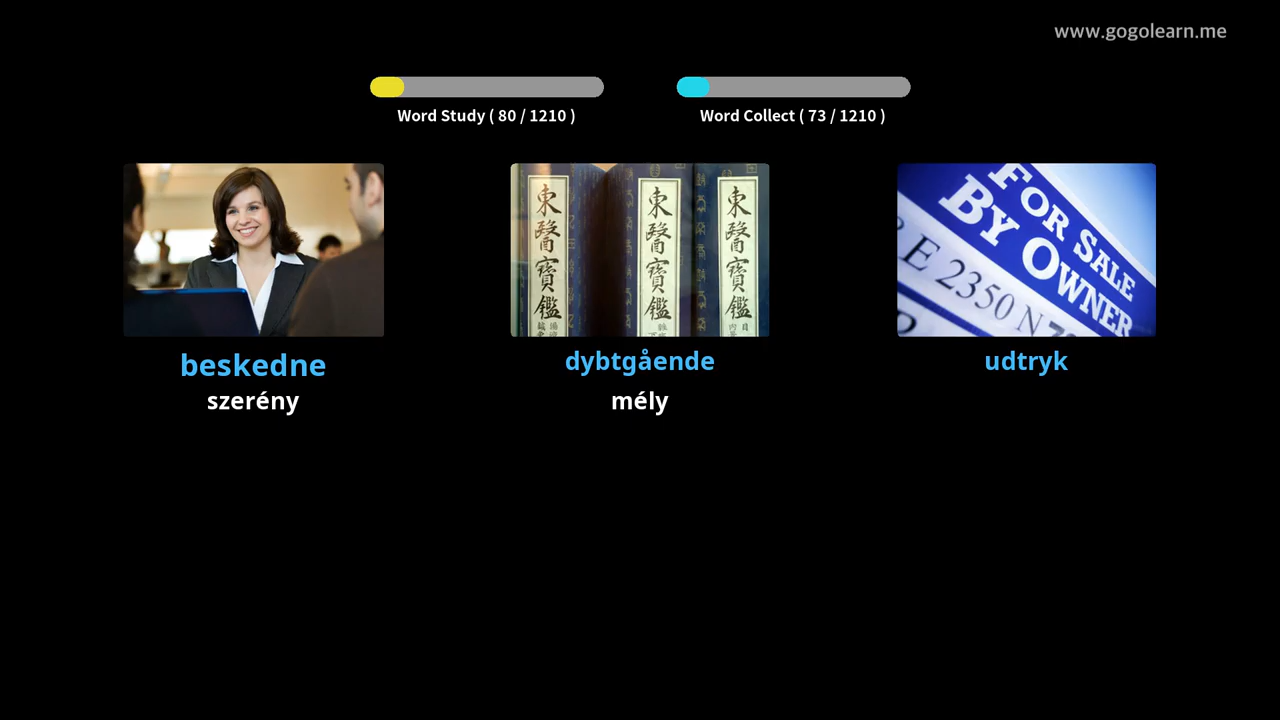 www.gogolearn.me
Word Study ( 80 / 1210 )
Word Collect ( 73 / 1210 )
東醫寶鑑
東醫寶鑑
東醫寶鑑
FOR SALE
BY OWNER
E 2350 N
beskedne
dybtgående
udtryk
szerény
mély